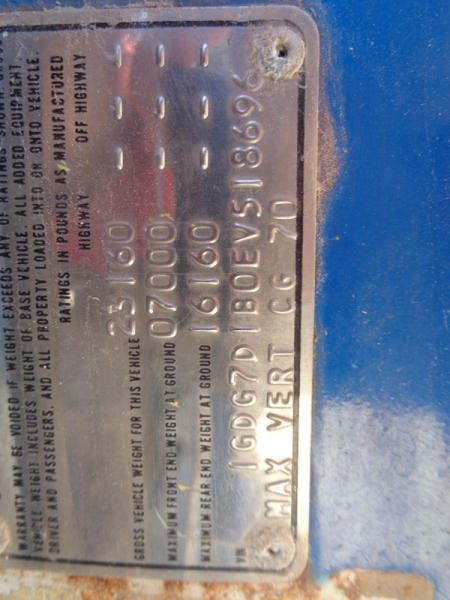 WARRANTY MAY BE VOIDED IF WEIGHT EXCEEDS ANY OF RATINGS SHOWN.
VEHICLE WEIGHT INCLUDES WEIGHT OF BASE VEHICLE, ALL ADDED EQUIPMENT,
DRIVER AND PASSENGERS, AND ALL PROPERTY LOADED INTO OR ONTO VEHICLE.
RATINGS IN POUNDS AS MANUFACTURED
HIGHWAY OFF HIGHWAY
GROSS VEHICLE WEIGHT FOR THIS VEHICLE 23160 - - -
MAXIMUM FRONT END WEIGHT AT GROUND 07000 - - -
MAXIMUM REAR END WEIGHT AT GROUND 16160 - - -
VIN 1GDG7D1B0EV518696
MAX VERT CG 70